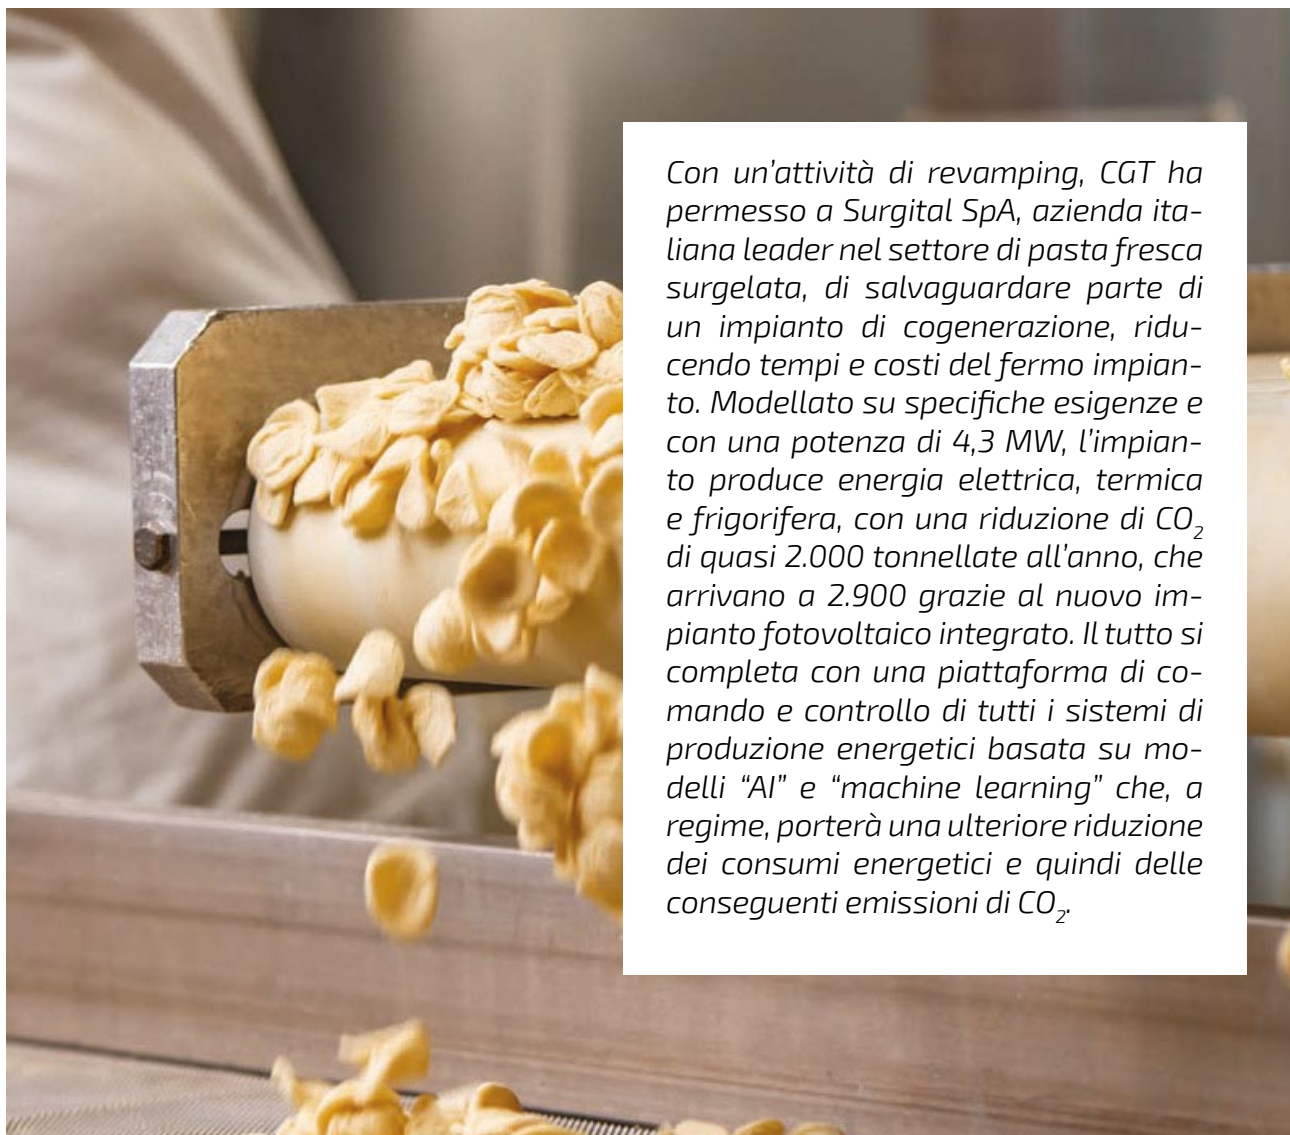 Con un’attività di revamping, CGT ha
permesso a Surgital SpA, azienda ita-
liana leader nel settore di pasta fresca
surgelata, di salvaguardare parte di
un impianto di cogenerazione, ridu-
cendo tempi e costi del fermo impian-
to. Modellato su specifiche esigenze e
con una potenza di 4,3 MW, l’impian-
to produce energia elettrica, termica
e frigorifera, con una riduzione di CO₂
di quasi 2.000 tonnellate all’anno, che
arrivano a 2.900 grazie al nuovo im-
pianto fotovoltaico integrato. Il tutto si
completa con una piattaforma di co-
mando e controllo di tutti i sistemi di
produzione energetici basata su mo-
delli “AI” e “machine learning” che, a
regime, porterà una ulteriore riduzione
dei consumi energetici e quindi delle
conseguenti emissioni di CO₂.